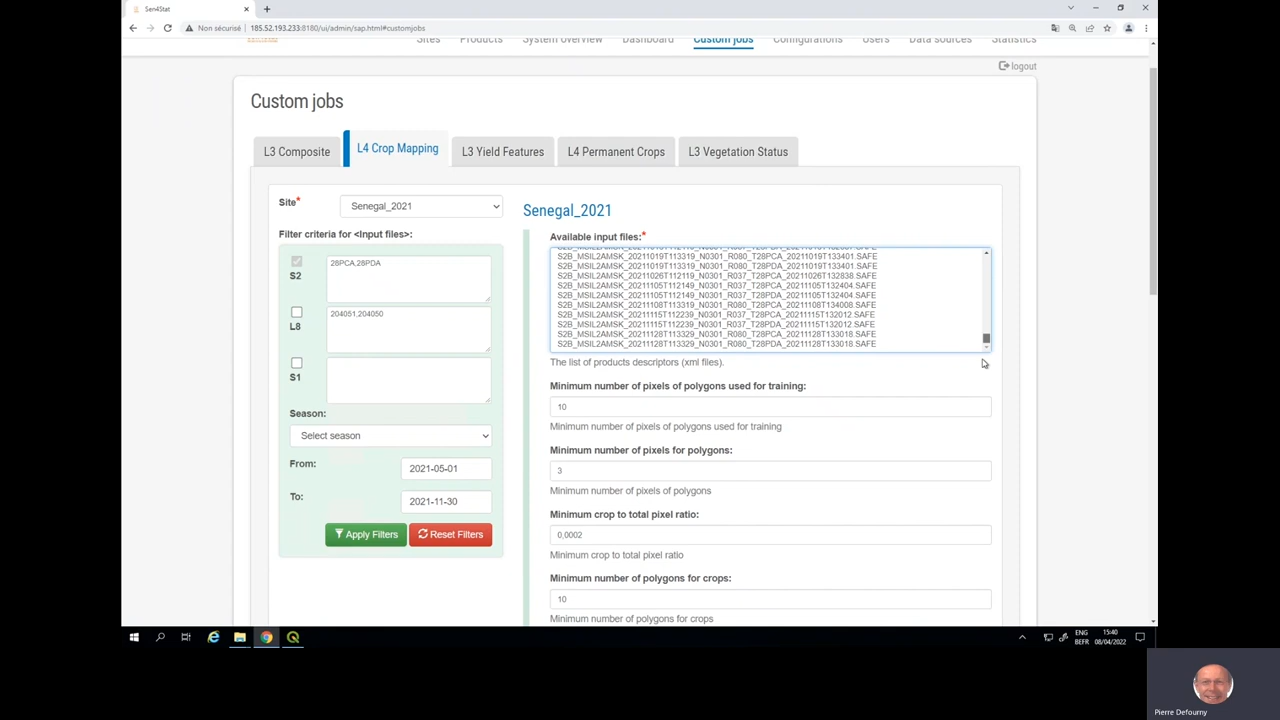 Sen4Stat
Non sécurisé
185.52.193.233:8180/ui/admin/sap.html#customjobs
Sites Products System overview Dashboard Custom jobs Configurations Users Data sources Statistics
logout
Custom jobs
L3 Composite
L4 Crop Mapping
L3 Yield Features
L4 Permanent Crops
L3 Vegetation Status
Site*
Senegal_2021
Filter criteria for <Input files>:
S2
28PCA,28PDA
L8
204051,204050
S1
Season:
Select season
From:
2021-05-01
To:
2021-11-30
Apply Filters
Reset Filters
Senegal_2021
Available input files:*
S2B_MSIL2AMSK_20211019T113319_N0301_R080_T28PCA_20211019T133401.SAFE
S2B_MSIL2AMSK_20211019T113319_N0301_R080_T28PDA_20211019T133401.SAFE
S2B_MSIL2AMSK_20211026T112119_N0301_R037_T28PCA_20211026T132838.SAFE
S2B_MSIL2AMSK_20211105T112149_N0301_R037_T28PCA_20211105T132404.SAFE
S2B_MSIL2AMSK_20211105T112149_N0301_R037_T28PDA_20211105T132404.SAFE
S2B_MSIL2AMSK_20211108T113319_N0301_R080_T28PCA_20211108T134008.SAFE
S2B_MSIL2AMSK_20211115T112239_N0301_R037_T28PCA_20211115T132012.SAFE
S2B_MSIL2AMSK_20211115T112239_N0301_R037_T28PDA_20211115T132012.SAFE
S2B_MSIL2AMSK_20211128T113329_N0301_R080_T28PCA_20211128T133018.SAFE
S2B_MSIL2AMSK_20211128T113329_N0301_R080_T28PDA_20211128T133018.SAFE
The list of products descriptors (xml files).
Minimum number of pixels of polygons used for training:
10
Minimum number of pixels of polygons used for training
Minimum number of pixels for polygons:
3
Minimum number of pixels of polygons
Minimum crop to total pixel ratio:
0,0002
Minimum crop to total pixel ratio
Minimum number of polygons for crops:
10
Minimum number of polygons for crops
ENG
BEFR
15:40
08/04/2022
Pierre Defourny